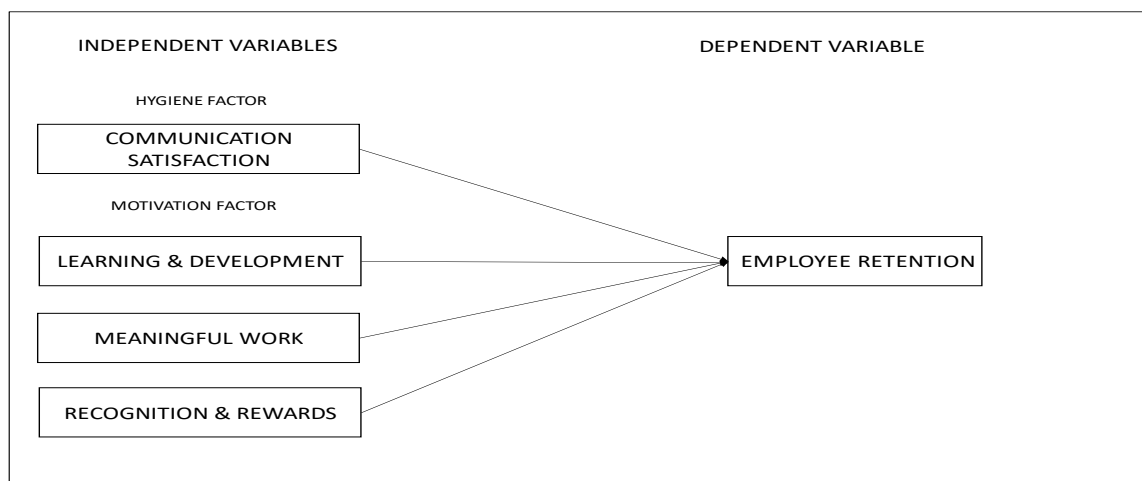 INDEPENDENT VARIABLES
DEPENDENT VARIABLE
HYGIENE FACTOR
COMMUNICATION
SATISFACTION
MOTIVATION FACTOR
LEARNING & DEVELOPMENT
EMPLOYEE RETENTION
MEANINGFUL WORK
RECOGNITION & REWARDS